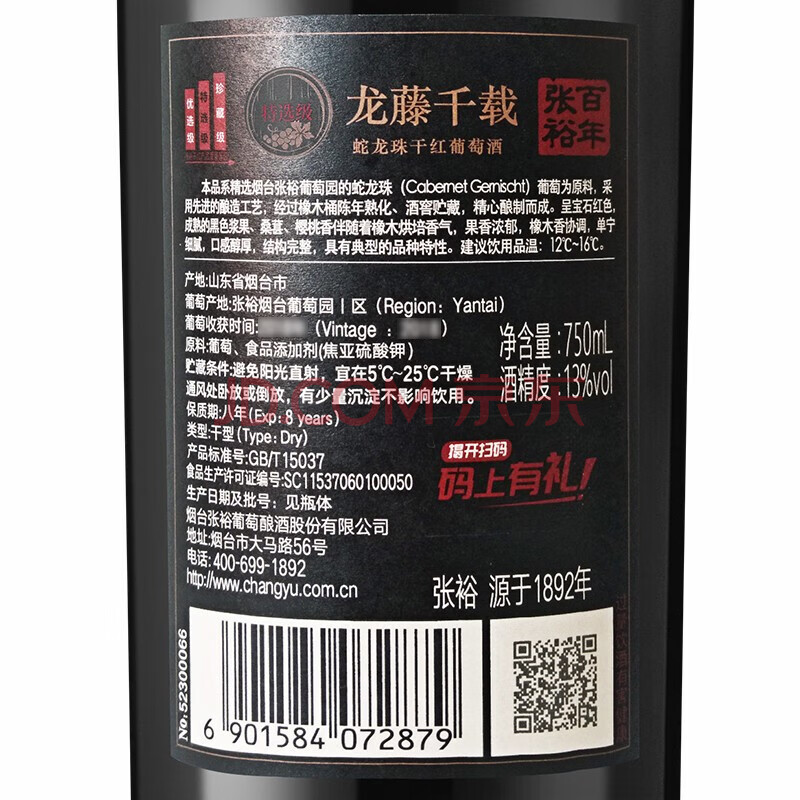 珍藏级
特选级
优选级
特选级
龙藤千载
蛇龙珠干红葡萄酒
百年
张裕
本品系精选烟台张裕葡萄园的蛇龙珠（Cabernet Gernischt）葡萄为原料，采
用先进的酿造工艺，经过橡木桶陈年熟化、酒窖贮藏，精心酿制而成。呈宝石红色，
成熟的黑色浆果、桑葚、樱桃香伴随着橡木烘培香气，果香浓郁，橡木香协调，单宁
细腻，口感醇厚，结构完整，具有典型的品种特性。建议饮用品温：12℃~16℃。
产地:山东省烟台市
葡萄产地:张裕烟台葡萄园Ⅰ区（Region：Yantai）
葡萄收获时间: （Vintage ： ）
原料:葡萄、食品添加剂(焦亚硫酸钾)
贮藏条件:避免阳光直射，宜在5℃~25℃干燥
通风处卧放或倒放，有少量沉淀不影响饮用。
保质期:八年(Exp: 8 years)
类型:干型(Type: Dry)
产品标准号:GB/T15037
食品生产许可证编号:SC11537060100050
生产日期及批号：见瓶体
烟台张裕葡萄酿酒股份有限公司
地址:烟台市大马路56号
电话: 400-699-1892
http://www.changyu.com.cn
净含量:750mL
酒精度:13%vol
JD.COM 京东
揭开扫码
码上有礼!
张裕 源于1892年
No.52300066
6 901584 072879